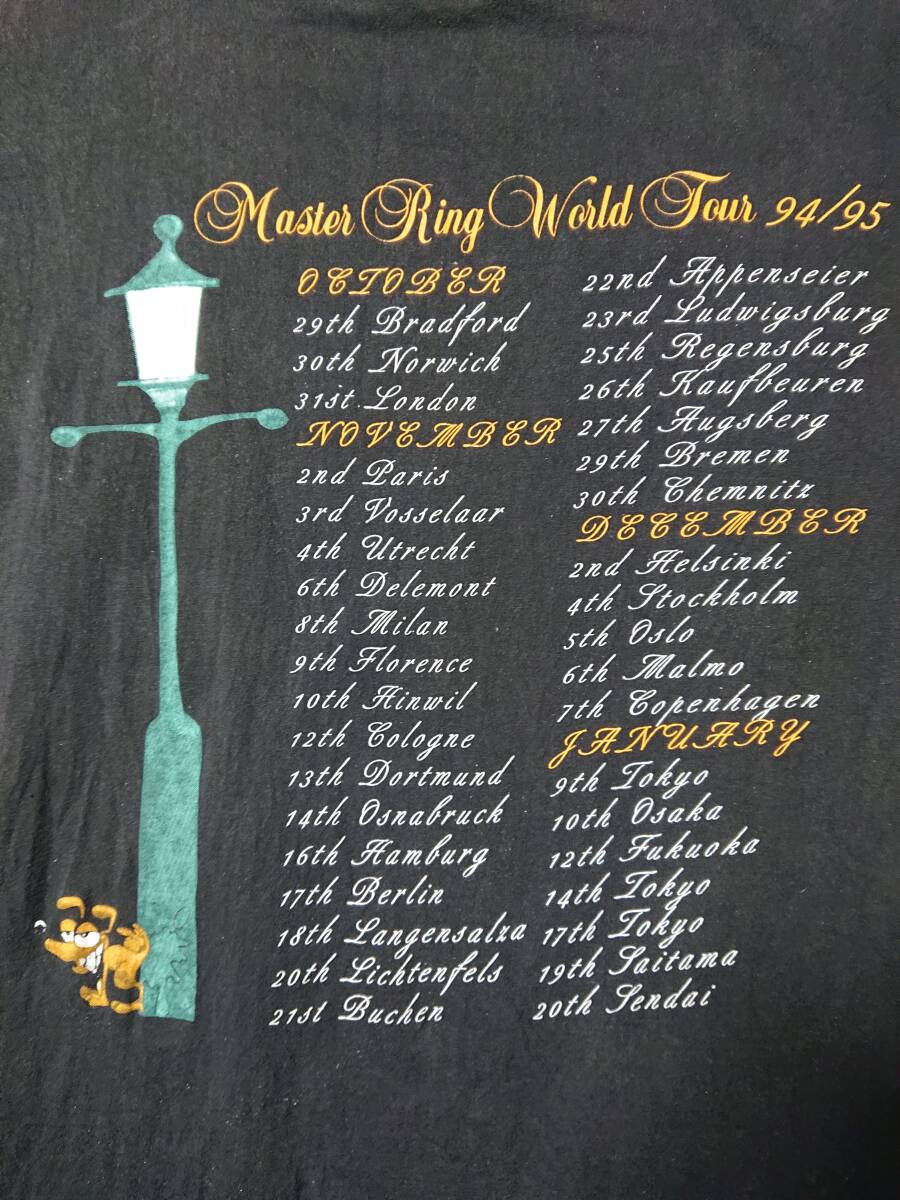 Master Ring World Tour 94/95
OCTOBER
29th Bradford
30th Norwich
31st London
NOVEMBER
2nd Paris
3rd Vosselaar
4th Utrecht
6th Delemont
8th Milan
9th Florence
10th Hinwil
12th Cologne
13th Dortmund
14th Osnabruck
16th Hamburg
17th Berlin
18th Langensalza
20th Lichtenfels
21st Buchen
22nd Appenseier
23rd Ludwigsburg
25th Regensburg
26th Kaufbeuren
27th Augsberg
29th Bremen
30th Chemnitz
DECEMBER
2nd Helsinki
4th Stockholm
5th Oslo
6th Malmo
7th Copenhagen
JANUARY
9th Tokyo
10th Osaka
12th Fukuoka
14th Tokyo
17th Tokyo
19th Saitama
20th Sendai